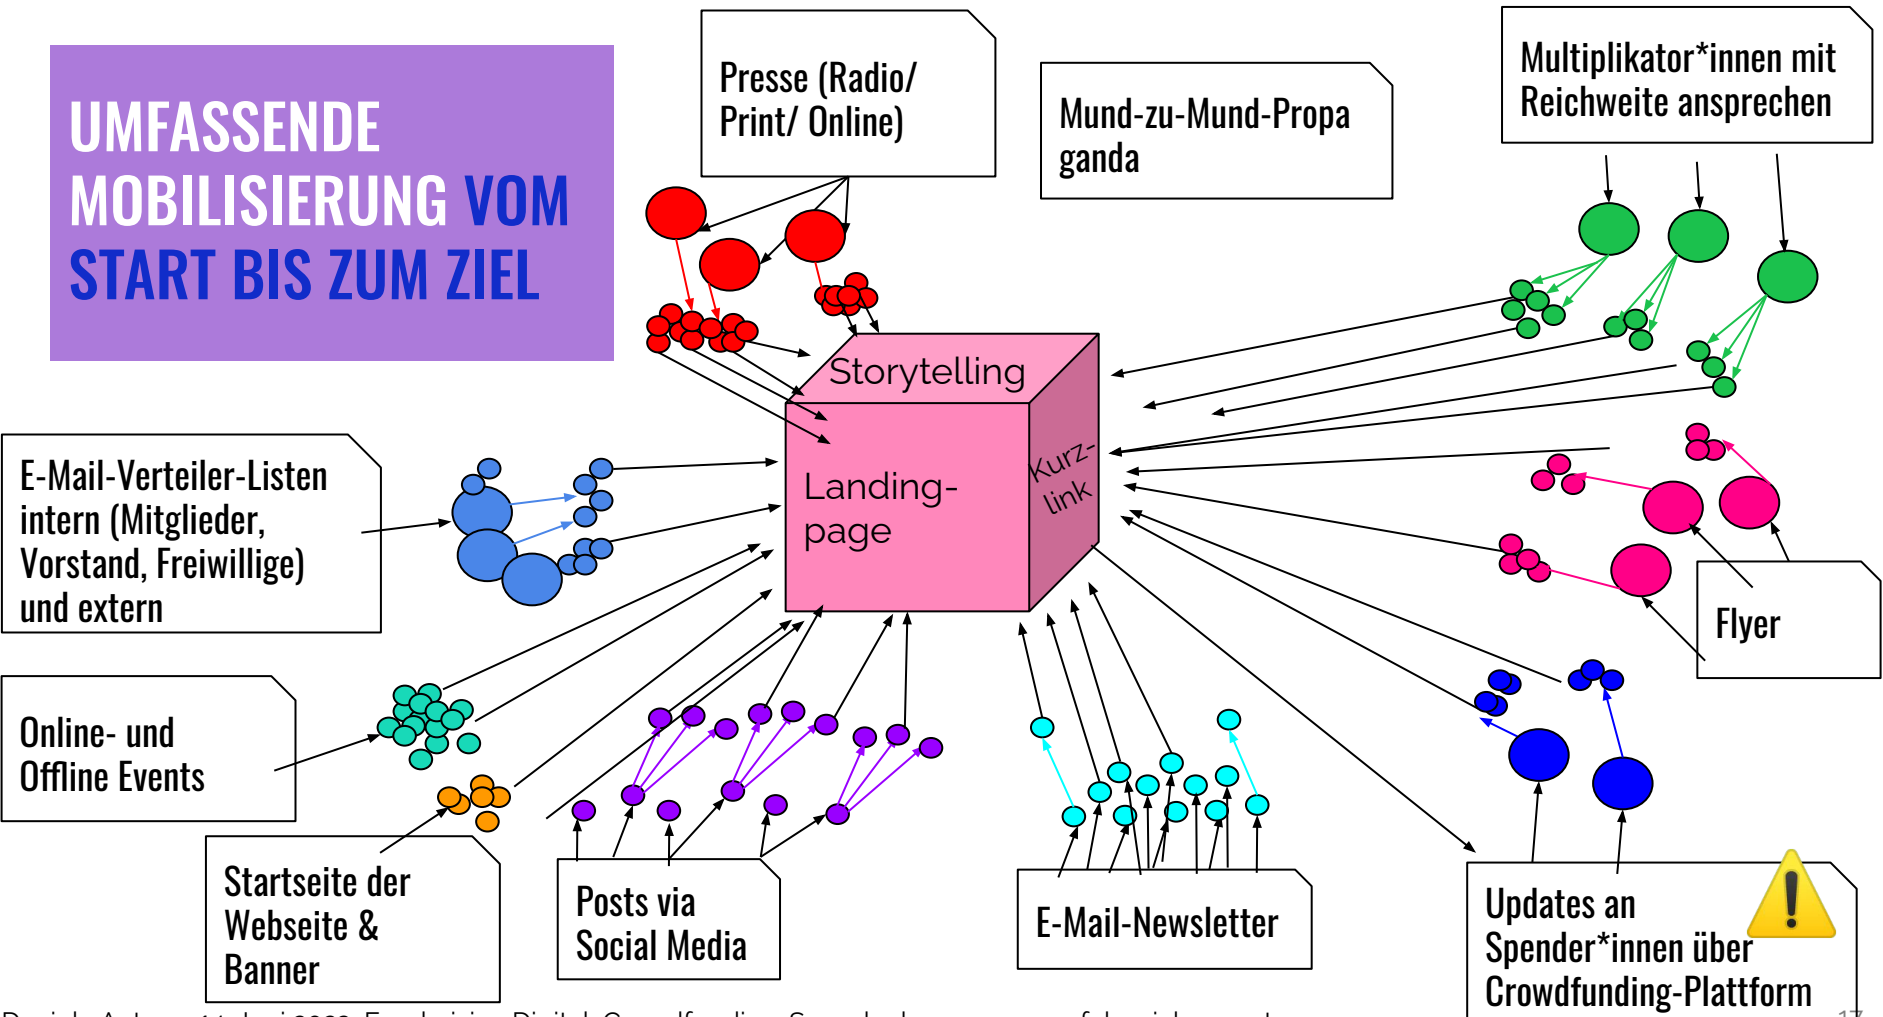 UMFASSENDE
MOBILISIERUNG VOM
START BIS ZUM ZIEL
Presse (Radio/
Print/ Online)
Mund-zu-Mund-Propa
ganda
Multiplikator*innen mit
Reichweite ansprechen
Storytelling
Landing-
page
Kurz-
link
E-Mail-Verteiler-Listen
intern (Mitglieder,
Vorstand, Freiwillige)
und extern
Flyer
Online- und
Offline Events
Startseite der
Webseite &
Banner
Posts via
Social Media
E-Mail-Newsletter
Updates an
Spender*innen über
Crowdfunding-Plattform
17